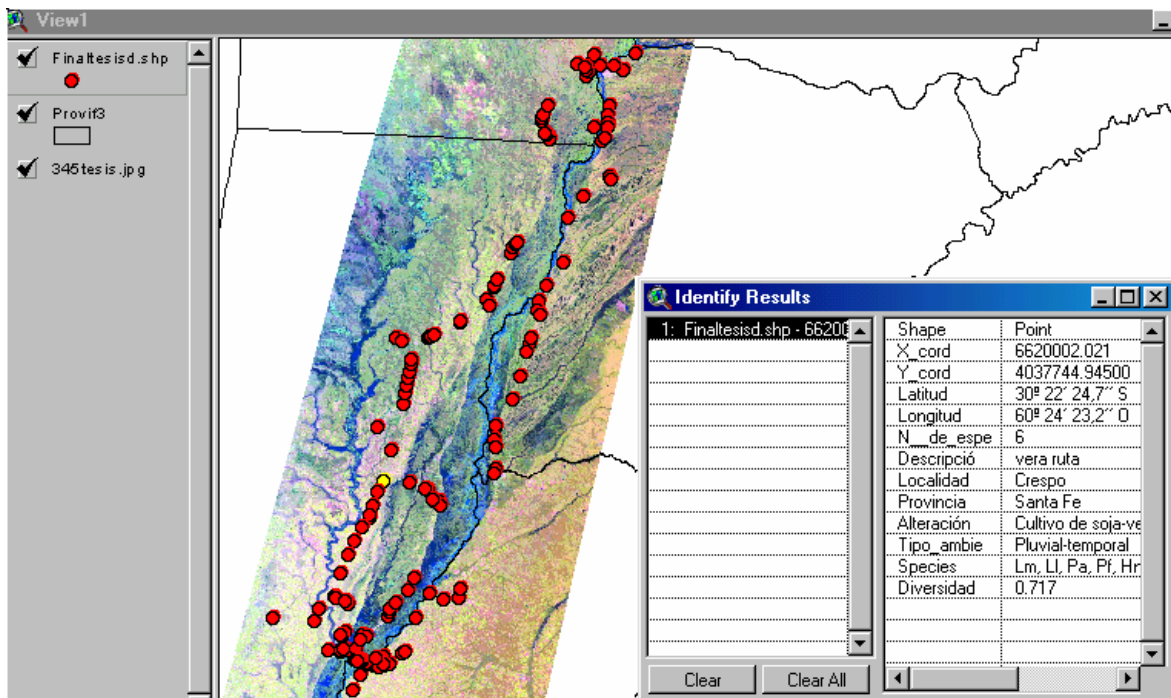 View1
Finaltesisd.shp
Provif3
345tesis.jpg
Identify Results
1: Finaltesisd.shp - 66200
Shape Point
X_cord 6620002.021
Y_cord 4037744.94500
Latitud 30º 22´ 24,7´´ S
Longitud 60º 24´ 23,2´´ O
N__de_espe 6
Descripció vera ruta
Localidad Crespo
Provincia Santa Fe
Alteración Cultivo de soja-ve
Tipo_ambie Pluvial-temporal
Species Lm, Ll, Pa, Pf, Hr
Diversidad 0.717
Clear Clear All